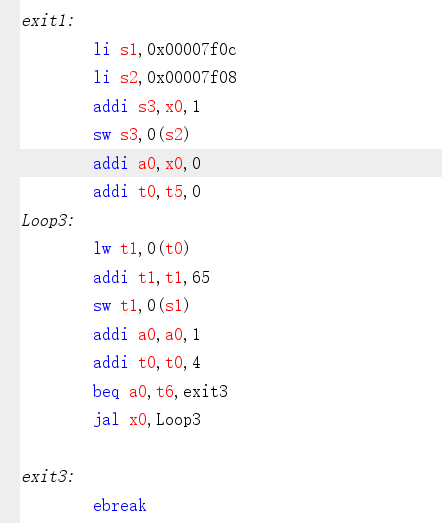 exit1:
li s1,0x00007f0c
li s2,0x00007f08
addi s3,x0,1
sw s3,0(s2)
addi a0,x0,0
addi t0,t5,0
Loop3:
lw t1,0(t0)
addi t1,t1,65
sw t1,0(s1)
addi a0,a0,1
addi t0,t0,4
beq a0,t6,exit3
jal x0,Loop3
exit3:
ebreak